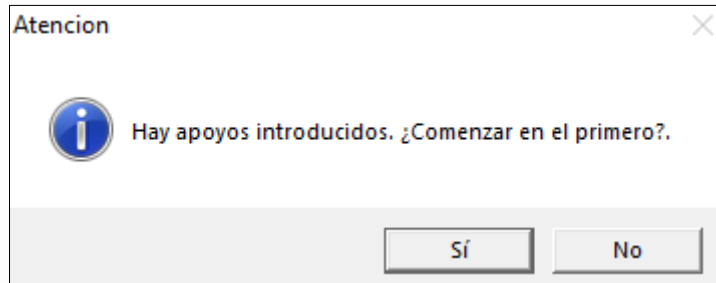 Atencion
Hay apoyos introducidos. ¿Comenzar en el primero?.
Sí
No